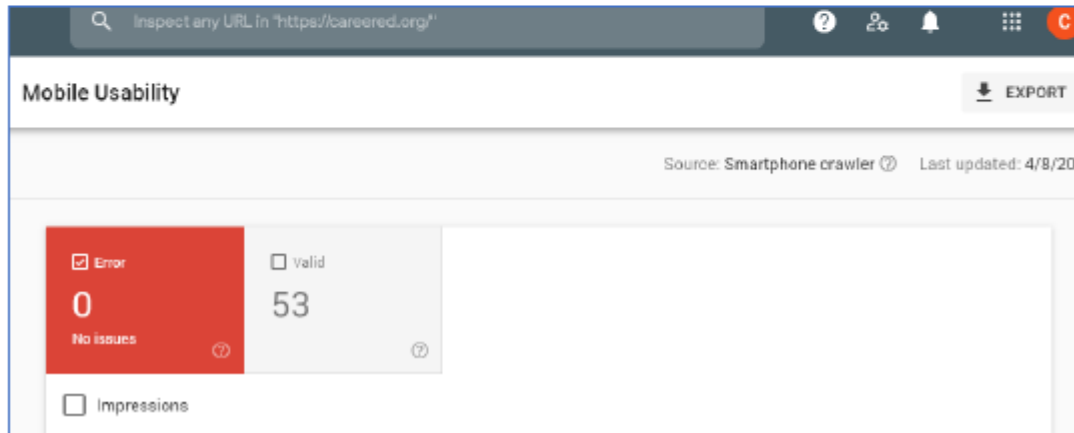 Inspect any URL in "https://careered.org/"
C
Mobile Usability
EXPORT
Source: Smartphone crawler Last updated: 4/8/20
Error
0
No issues
Valid
53
Impressions